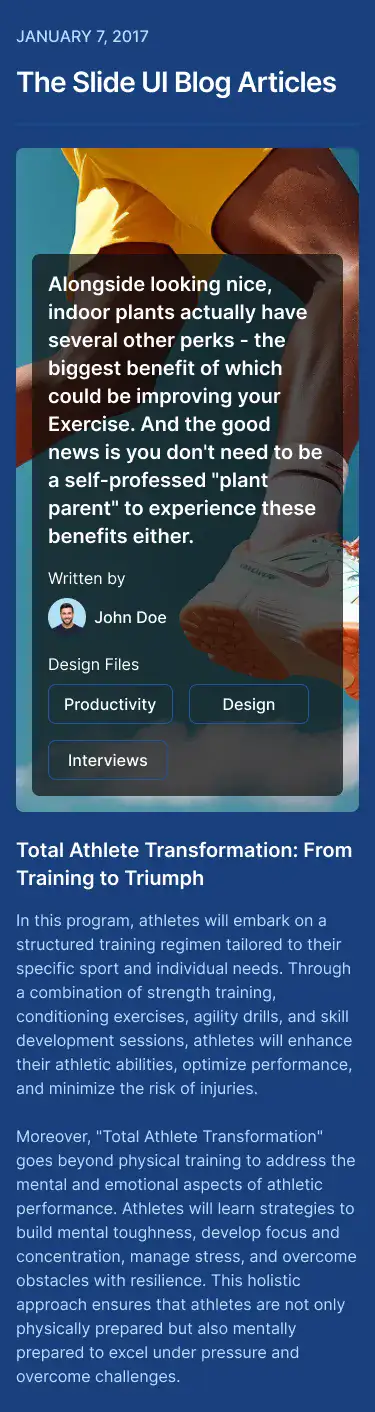 JANUARY 7, 2017
The Slide UI Blog Articles
Alongside looking nice,
indoor plants actually have
several other perks - the
biggest benefit of which
could be improving your
Exercise. And the good
news is you don't need to be
a self-professed "plant
parent" to experience these
benefits either.
Written by
John Doe
Design Files
Productivity
Design
Interviews
Total Athlete Transformation: From
Training to Triumph
In this program, athletes will embark on a
structured training regimen tailored to their
specific sport and individual needs. Through
a combination of strength training,
conditioning exercises, agility drills, and skill
development sessions, athletes will enhance
their athletic abilities, optimize performance,
and minimize the risk of injuries.
Moreover, "Total Athlete Transformation"
goes beyond physical training to address the
mental and emotional aspects of athletic
performance. Athletes will learn strategies to
build mental toughness, develop focus and
concentration, manage stress, and overcome
obstacles with resilience. This holistic
approach ensures that athletes are not only
physically prepared but also mentally
prepared to excel under pressure and
overcome challenges.